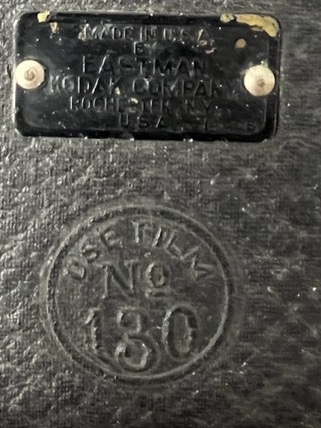 MADE IN U.S.A.
BY
EASTMAN
KODAK COMPANY
ROCHESTER, N.Y.
U.S.A.
USE FILM
No
130